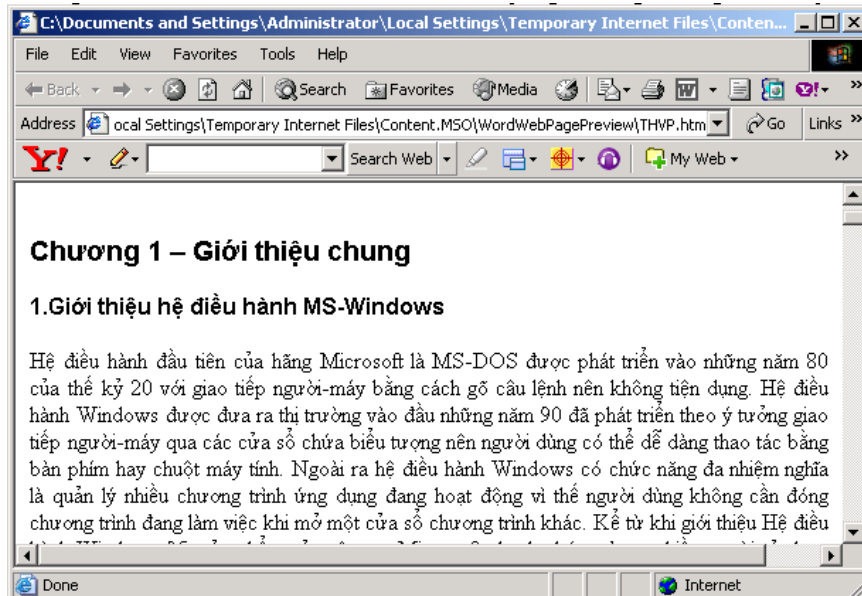 C:\Documents and Settings\Administrator\Local Settings\Temporary Internet Files\Conten...
File Edit View Favorites Tools Help
Back Search Favorites Media
Address ocal Settings\Temporary Internet Files\Content.MSO\WordWebPagePreview\THVP.htm Go Links »
Y! Search Web My Web »
Chương 1 – Giới thiệu chung
1.Giới thiệu hệ điều hành MS-Windows
Hệ điều hành đầu tiên của hãng Microsoft là MS-DOS được phát triển vào những năm 80
của thế kỷ 20 với giao tiếp người-máy bằng cách gõ câu lệnh nên không tiện dụng. Hệ điều
hành Windows được đưa ra thị trường vào đầu những năm 90 đã phát triển theo ý tưởng giao
tiếp người-máy qua các cửa sổ chứa biểu tượng nên người dùng có thể dễ dàng thao tác bằng
bàn phím hay chuột máy tính. Ngoài ra hệ điều hành Windows có chức năng đa nhiệm nghĩa
là quản lý nhiều chương trình ứng dụng đang hoạt động vì thế người dùng không cần đóng
chương trình đang làm việc khi mở một cửa sổ chương trình khác. Kể từ khi giới thiệu Hệ điều
Done Internet